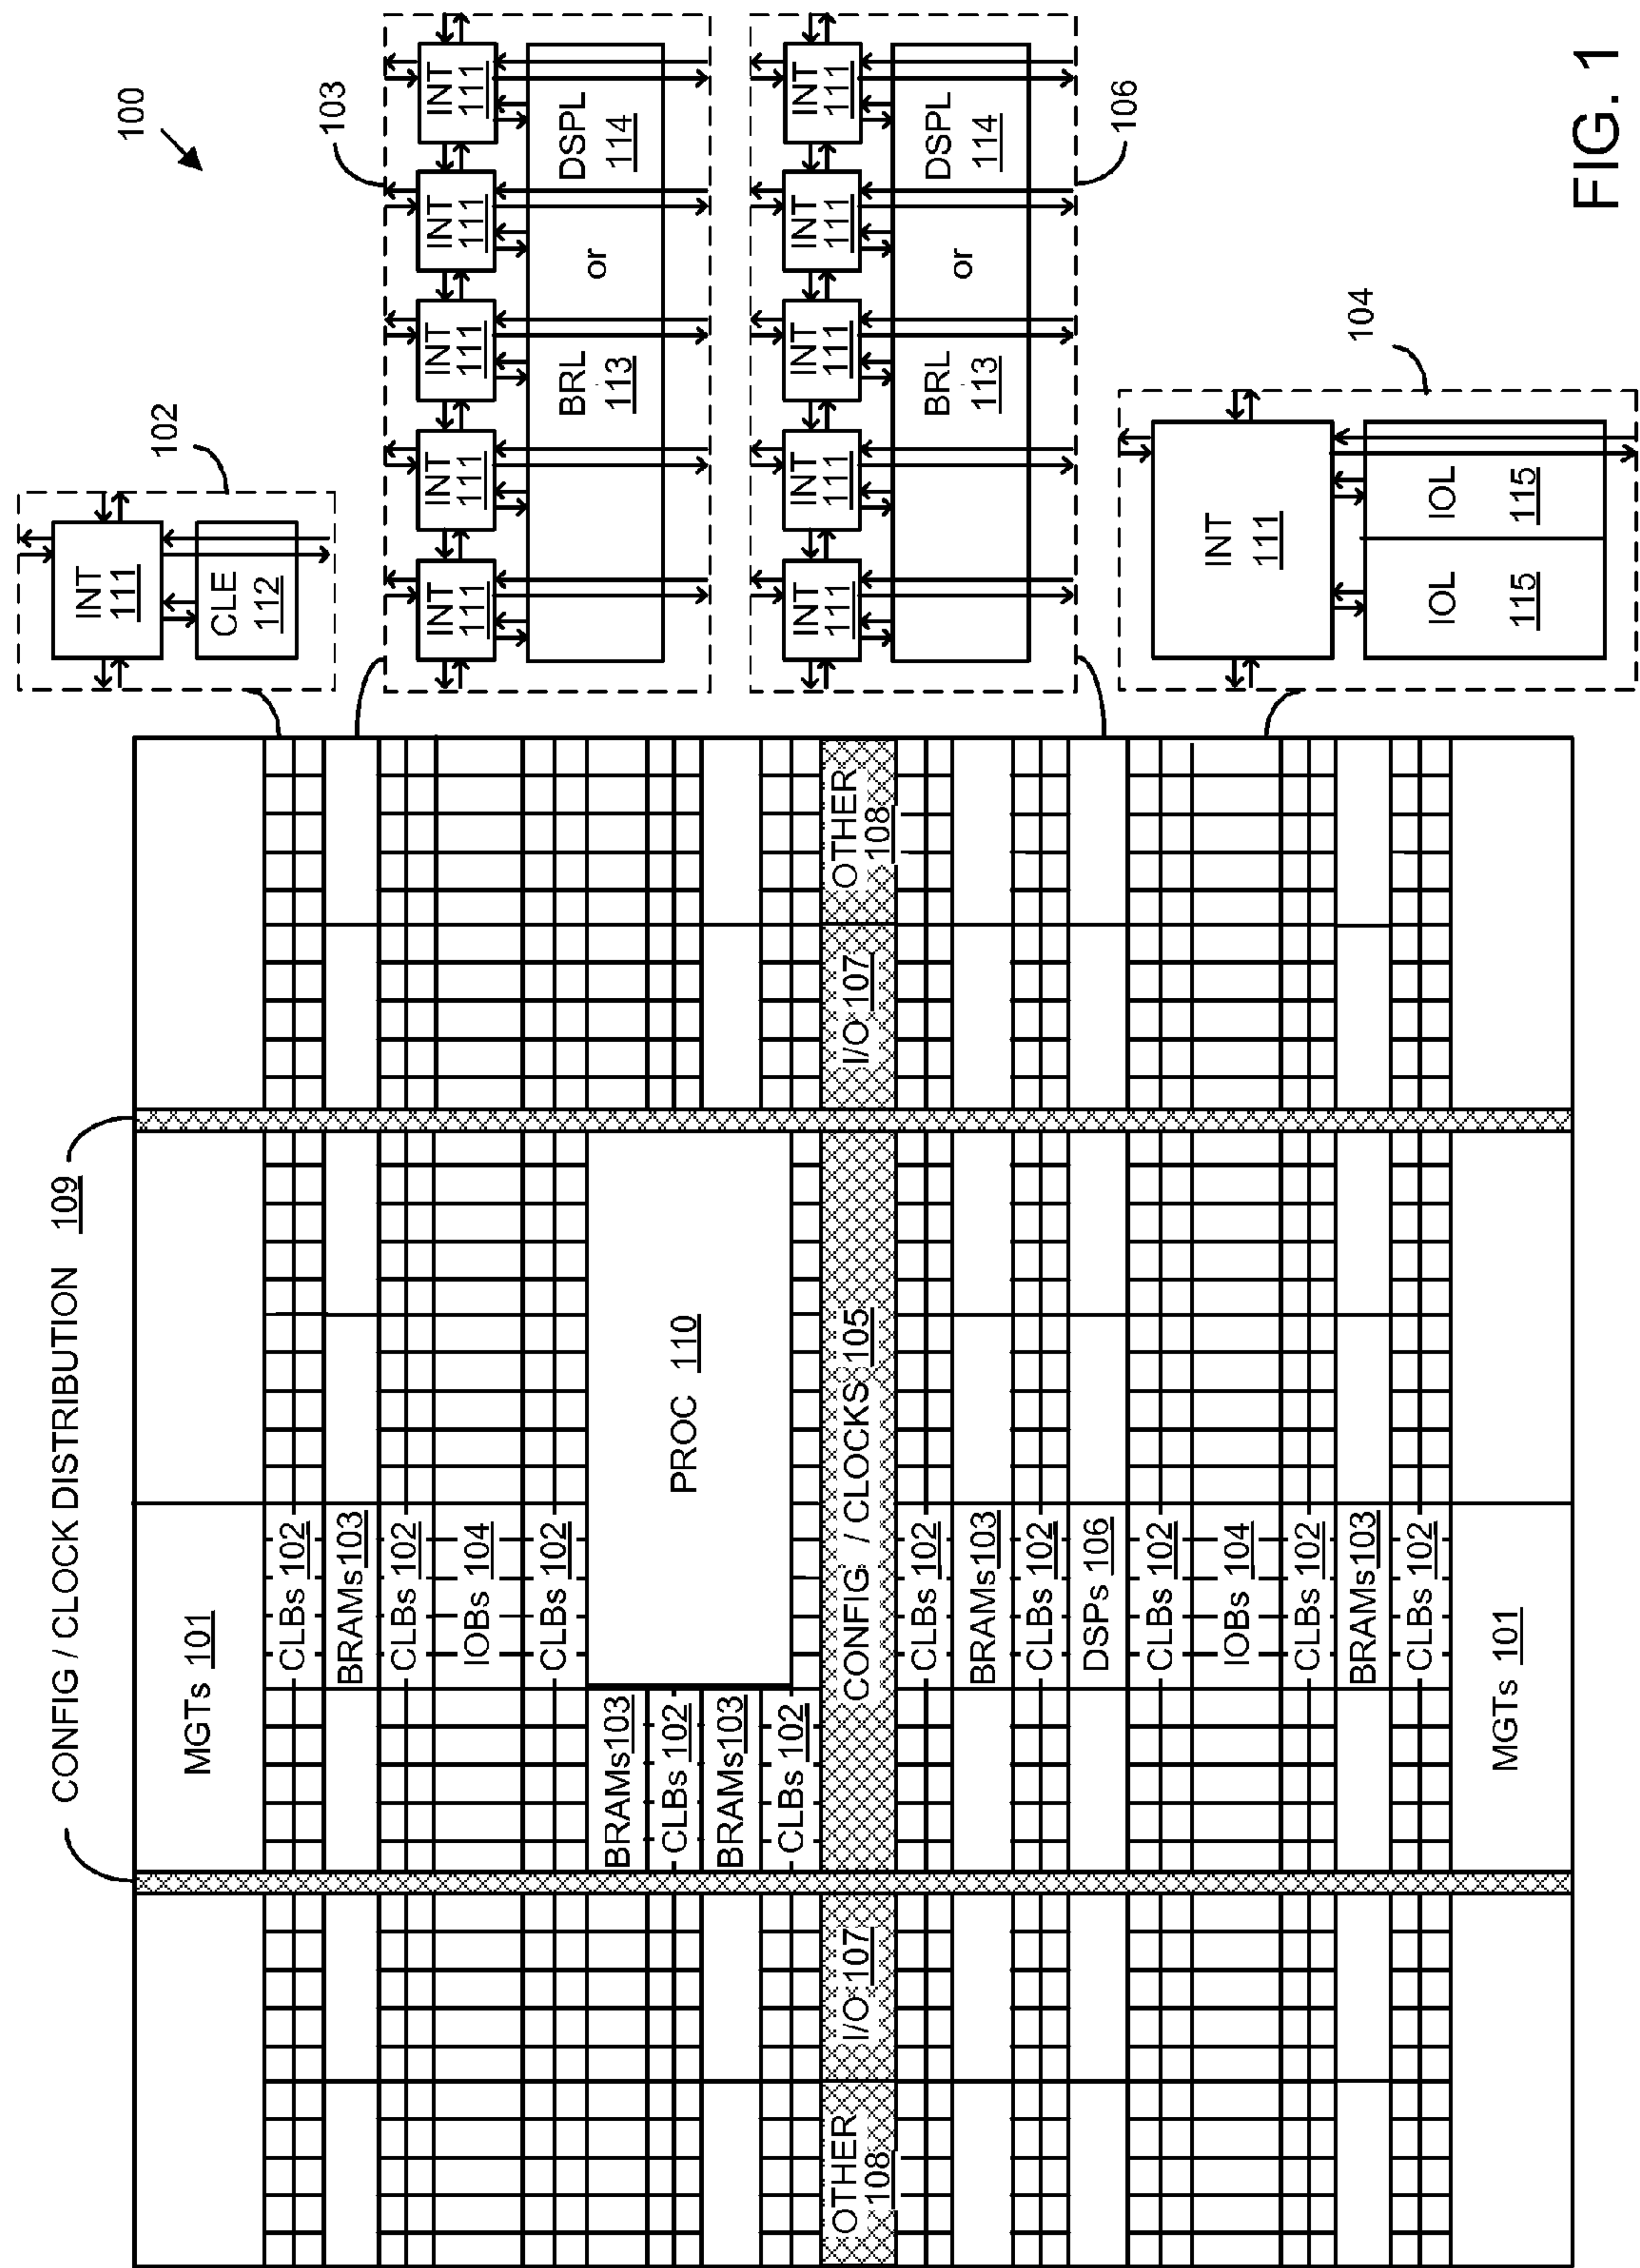 CONFIG / CLOCK DISTRIBUTION 109
100
MGTs 101
CLBs 102
BRAMs 103
CLBs 102
IOBs 104
CLBs 102
BRAMs 103
CLBs 102
BRAMs 103
CLBs 102
PROC 110
OTHER
108
I/O 107
CONFIG / CLOCKS 105
I/O 107
OTHER
108
CLBs 102
BRAMs 103
CLBs 102
DSPs 106
CLBs 102
IOBs 104
CLBs 102
BRAMs 103
CLBs 102
MGTs 101
102
INT
111
CLE
112
103
INT
111
INT
111
INT
111
INT
111
INT
111
BRL
113
or
DSPL
114
INT
111
INT
111
INT
111
INT
111
INT
111
BRL
113
or
DSPL
114
106
104
INT
111
IOL
115
IOL
115
FIG. 1